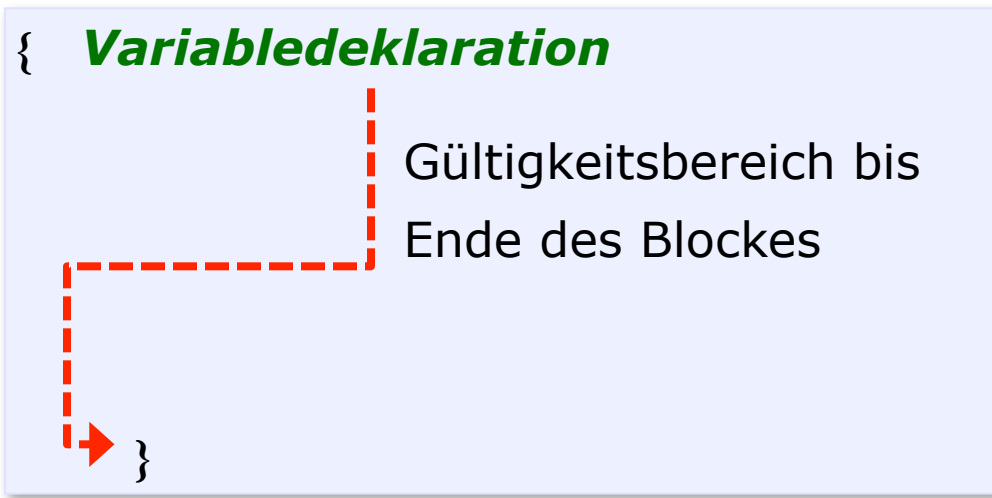 { Variabledeklaration
Gültigkeitsbereich bis
Ende des Blockes
}